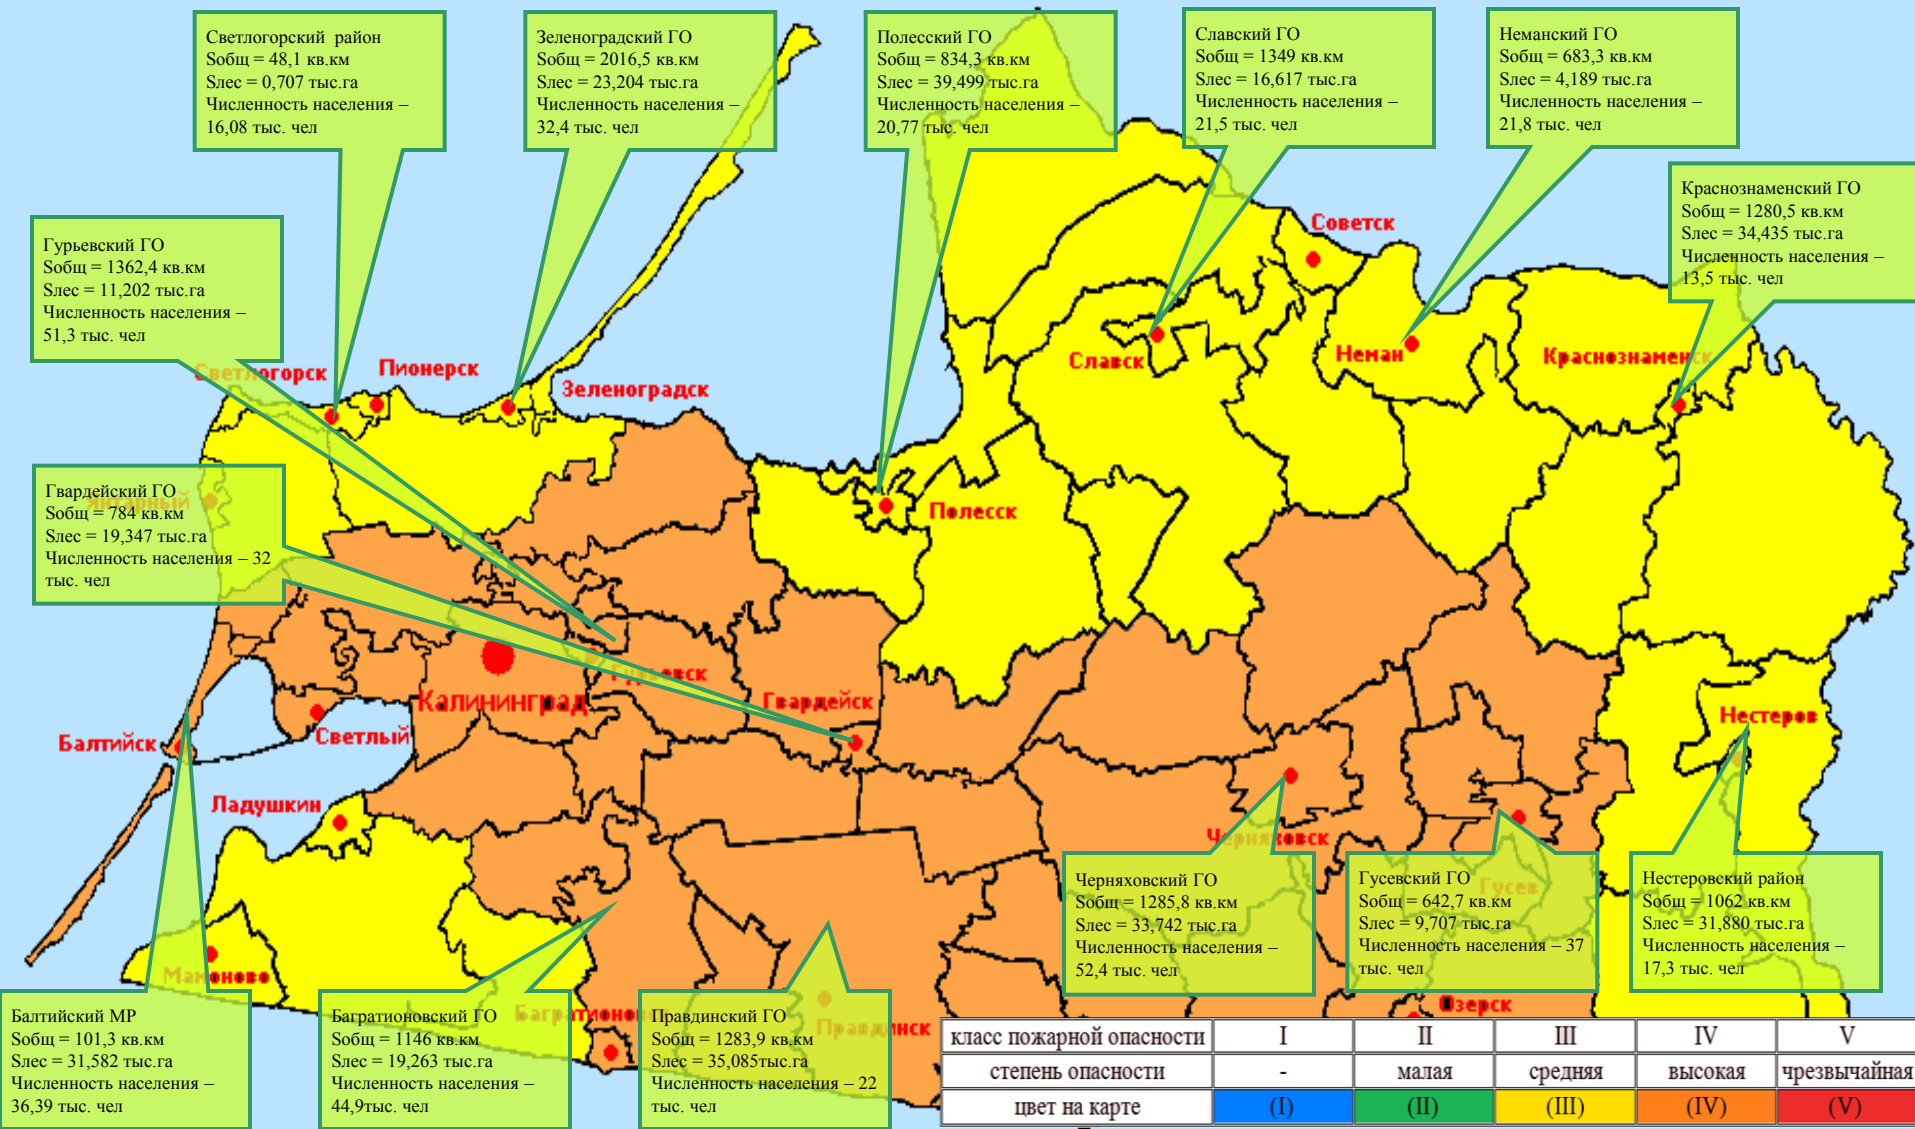 Светлогорский район
Sобщ = 48,1 кв.км
Sлес = 0,707 тыс.га
Численность населения –
16,08 тыс. чел
Зеленоградский ГО
Sобщ = 2016,5 кв.км
Sлес = 23,204 тыс.га
Численность населения –
32,4 тыс. чел
Полесский ГО
Sобщ = 834,3 кв.км
Sлес = 39,499 тыс.га
Численность населения –
20,77 тыс. чел
Славский ГО
Sобщ = 1349 кв.км
Sлес = 16,617 тыс.га
Численность населения –
21,5 тыс. чел
Неманский ГО
Sобщ = 683,3 кв.км
Sлес = 4,189 тыс.га
Численность населения –
21,8 тыс. чел
Краснознаменский ГО
Sобщ = 1280,5 кв.км
Sлес = 34,435 тыс.га
Численность населения –
13,5 тыс. чел
Гурьевский ГО
Sобщ = 1362,4 кв.км
Sлес = 11,202 тыс.га
Численность населения –
51,3 тыс. чел
Советск
Славск
Неман
Краснознаменск
Светлогорск
Пионерск
Зеленоградск
Гвардейский ГО
Sобщ = 784 кв.км
Sлес = 19,347 тыс.га
Численность населения – 32
тыс. чел
Янтарный
Полесск
Гурьевск
Калининград
Гвардейск
Нестеров
Балтийск
Светлый
Ладушкин
Черняховск
Гусев
Черняховский ГО
Sобщ = 1285,8 кв.км
Sлес = 33,742 тыс.га
Численность населения –
52,4 тыс. чел
Гусевский ГО
Sобщ = 642,7 кв.км
Sлес = 9,707 тыс.га
Численность населения – 37
тыс. чел
Нестеровский район
Sобщ = 1062 кв.км
Sлес = 31,880 тыс.га
Численность населения –
17,3 тыс. чел
Мамоново
Озерск
Балтийский МР
Sобщ = 101,3 кв.км
Sлес = 31,582 тыс.га
Численность населения –
36,39 тыс. чел
Багратионовский ГО
Sобщ = 1146 кв.км
Sлес = 19,263 тыс.га
Численность населения –
44,9тыс. чел
Правдинский ГО
Sобщ = 1283,9 кв.км
Sлес = 35,085тыс.га
Численность населения – 22
тыс. чел
Правдинск
класс пожарной опасности I II III IV V
степень опасности - малая средняя высокая чрезвычайная
цвет на карте (I) (II) (III) (IV) (V)